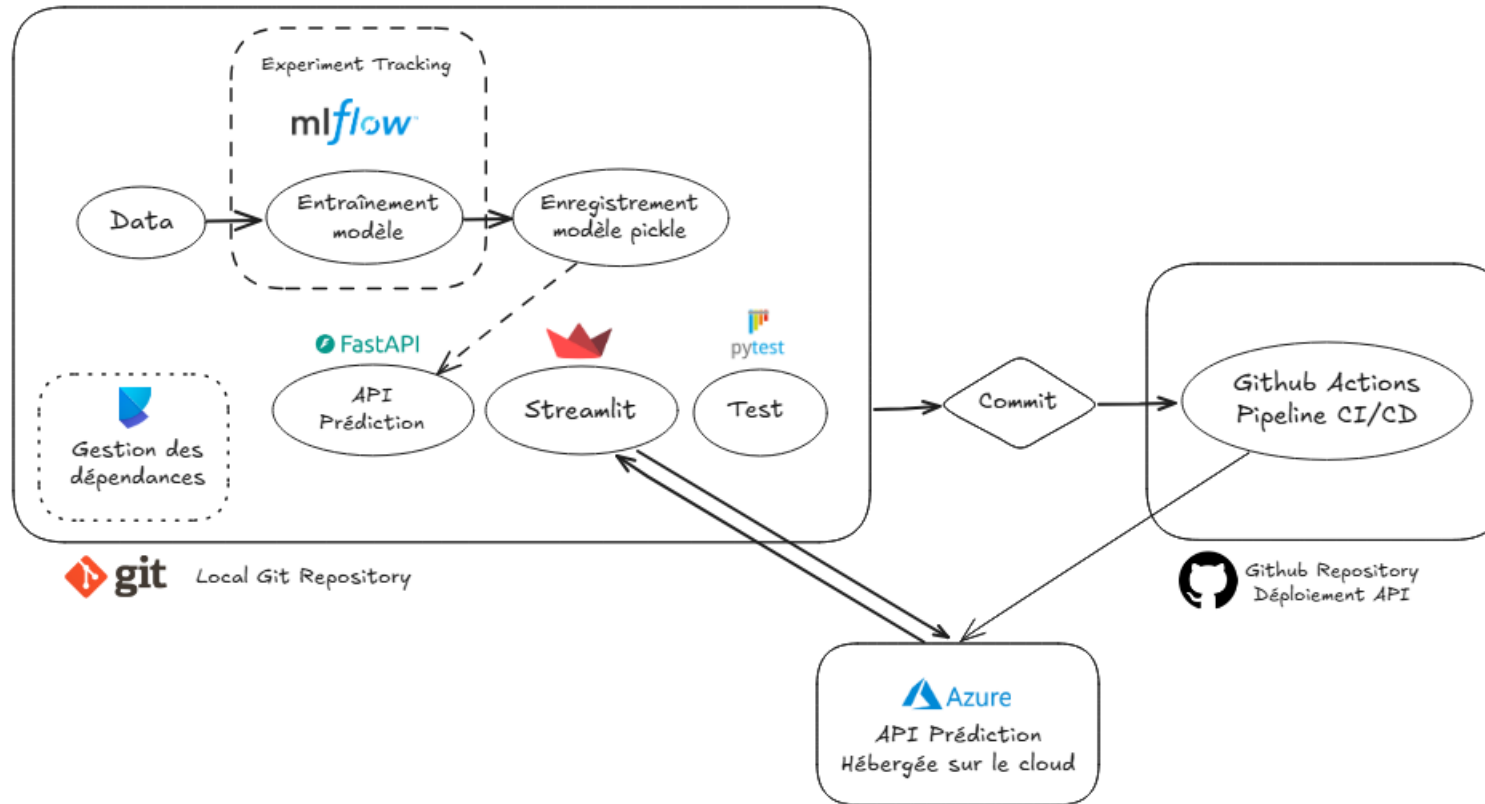 Experiment Tracking
mlflow™
Data
Entraînement
modèle
Enregistrement
modèle pickle
FastAPI
API
Prédiction
Streamlit
pytest
Test
Gestion des
dépendances
Commit
Github Actions
Pipeline CI/CD
git
Local Git Repository
Github Repository
Déploiement API
Azure
API Prédiction
Hébergée sur le cloud